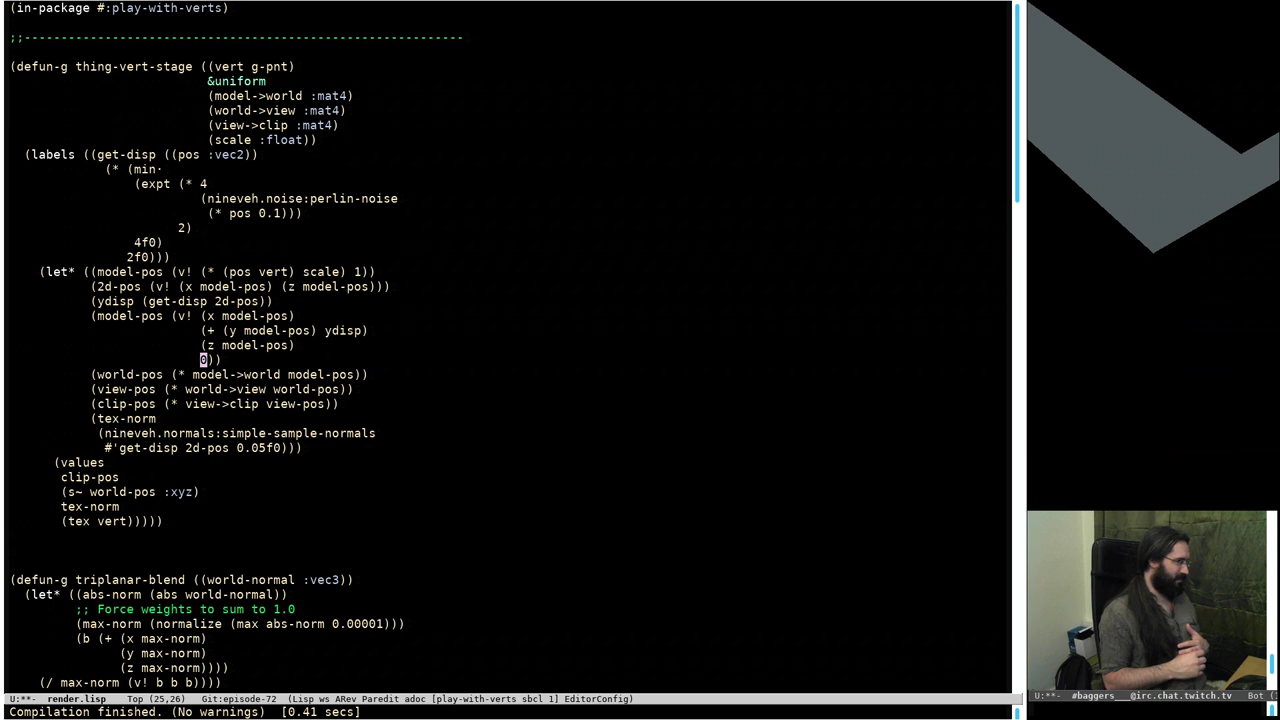 (in-package #:play-with-verts)
;;------------------------------------------------------------
(defun-g thing-vert-stage ((vert g-pnt)
&uniform
(model->world :mat4)
(world->view :mat4)
(view->clip :mat4)
(scale :float))
(labels ((get-disp ((pos :vec2))
(* (min·
(expt (* 4
(nineveh.noise:perlin-noise
(* pos 0.1)))
2)
4f0)
2f0)))
(let* ((model-pos (v! (* (pos vert) scale) 1))
(2d-pos (v! (x model-pos) (z model-pos)))
(ydisp (get-disp 2d-pos))
(model-pos (v! (x model-pos)
(+ (y model-pos) ydisp)
(z model-pos)
0))
(world-pos (* model->world model-pos))
(view-pos (* world->view world-pos))
(clip-pos (* view->clip view-pos))
(tex-norm
(nineveh.normals:simple-sample-normals
#'get-disp 2d-pos 0.05f0)))
(values
clip-pos
(s~ world-pos :xyz)
tex-norm
(tex vert)))))
(defun-g triplanar-blend ((world-normal :vec3))
(let* ((abs-norm (abs world-normal))
;; Force weights to sum to 1.0
(max-norm (normalize (max abs-norm 0.00001)))
(b (+ (x max-norm)
(y max-norm)
(z max-norm))))
(/ max-norm (v! b b b))))
U:**-  render.lisp    Top (25,26)   Git:episode-72  (Lisp ws ARev Paredit adoc [play-with-verts sbcl 1] EditorConfig)
U:**-  #baggers___@irc.chat.twitch.tv   Bot (
Compilation finished. (No warnings)  [0.41 secs]